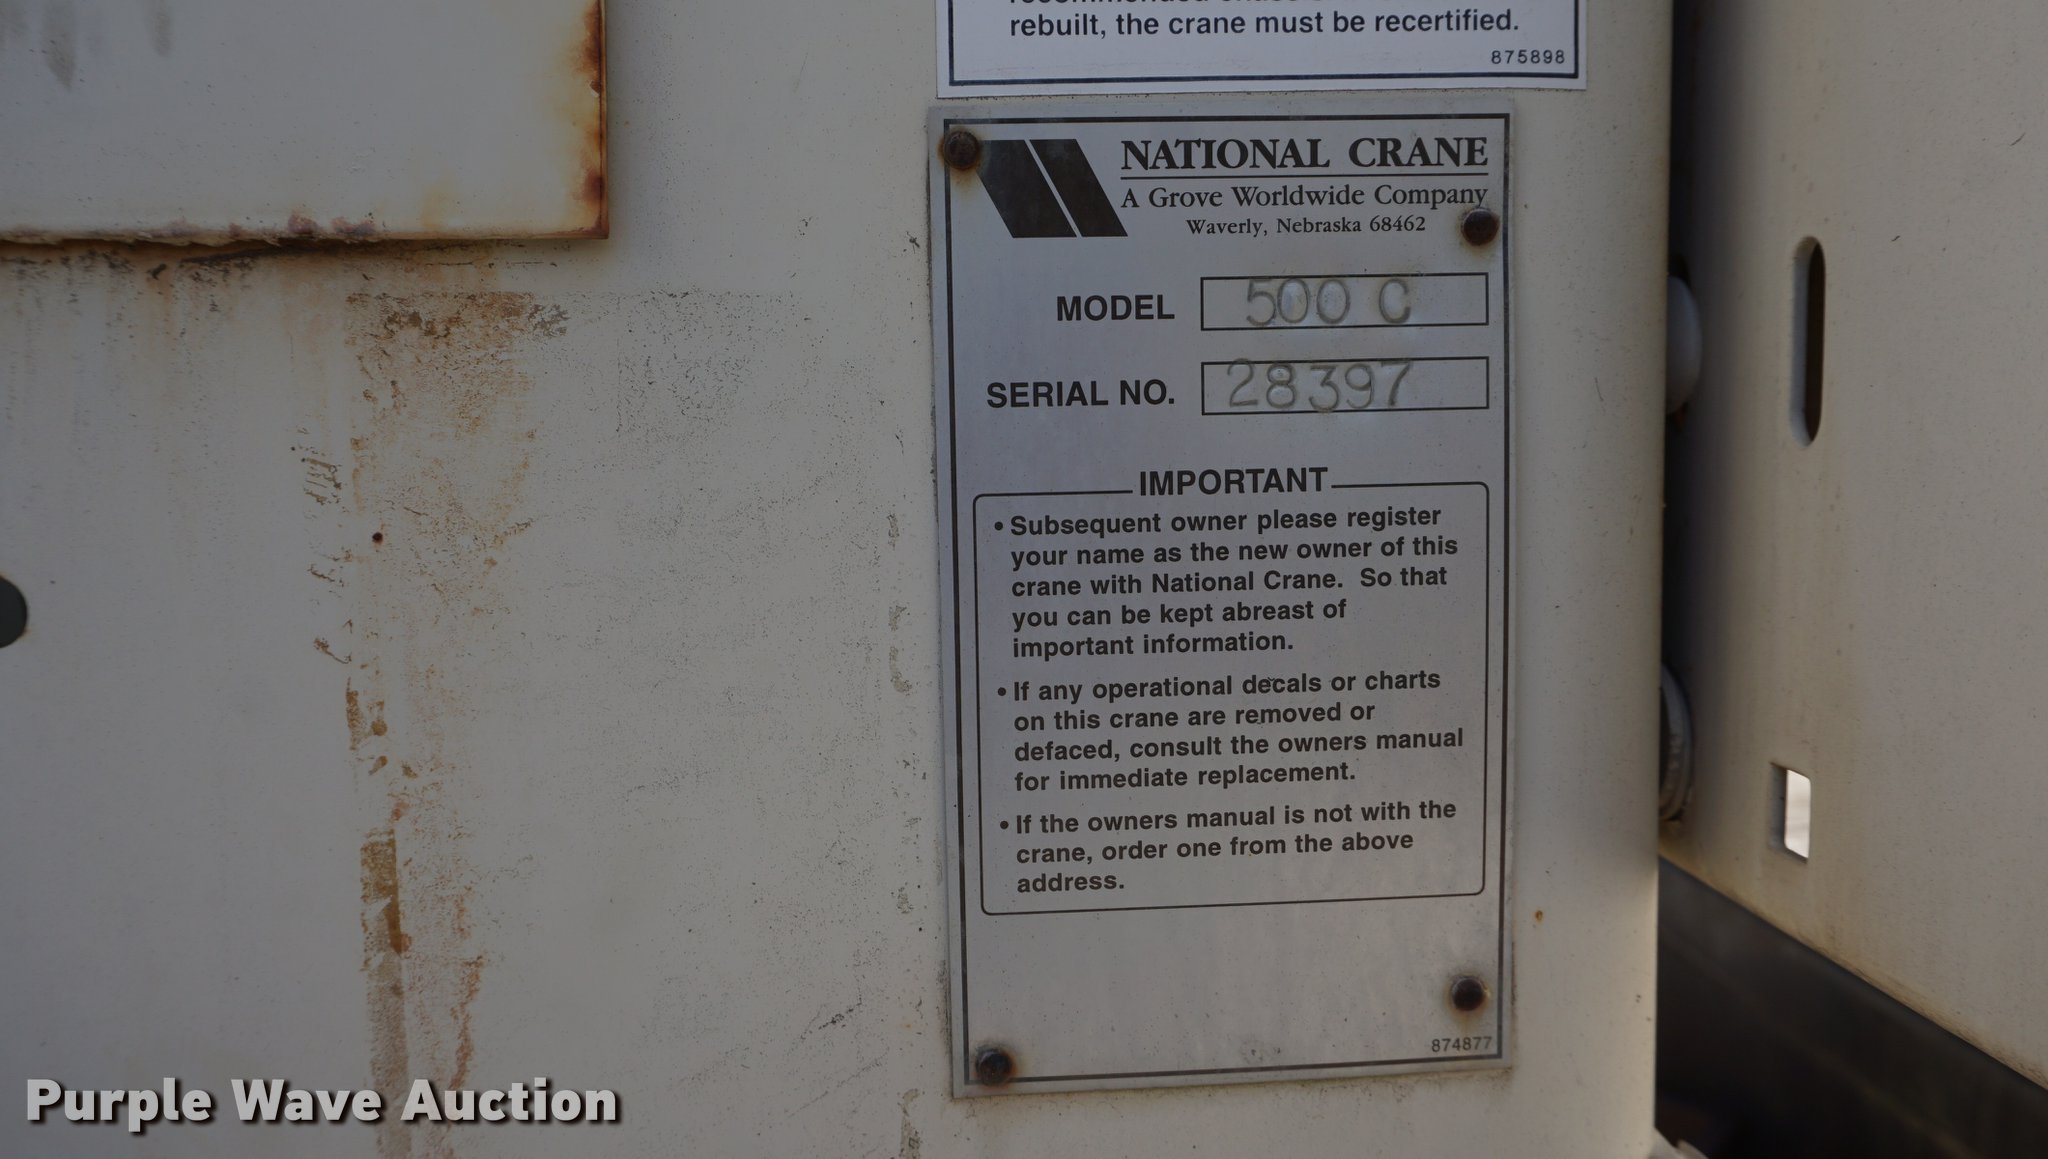 rebuilt, the crane must be recertified.
875898
NATIONAL CRANE
A Grove Worldwide Company
Waverly, Nebraska 68462
MODEL 500 C
SERIAL NO. 28397
IMPORTANT
• Subsequent owner please register
your name as the new owner of this
crane with National Crane. So that
you can be kept abreast of
important information.
• If any operational decals or charts
on this crane are removed or
defaced, consult the owners manual
for immediate replacement.
• If the owners manual is not with the
crane, order one from the above
address.
874877
Purple Wave Auction